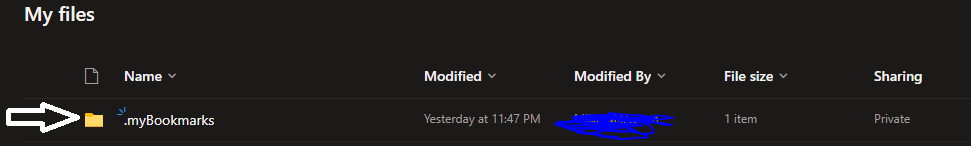 My files
Name Modified Modified By File size Sharing
.myBookmarks Yesterday at 11:47 PM 1 item Private